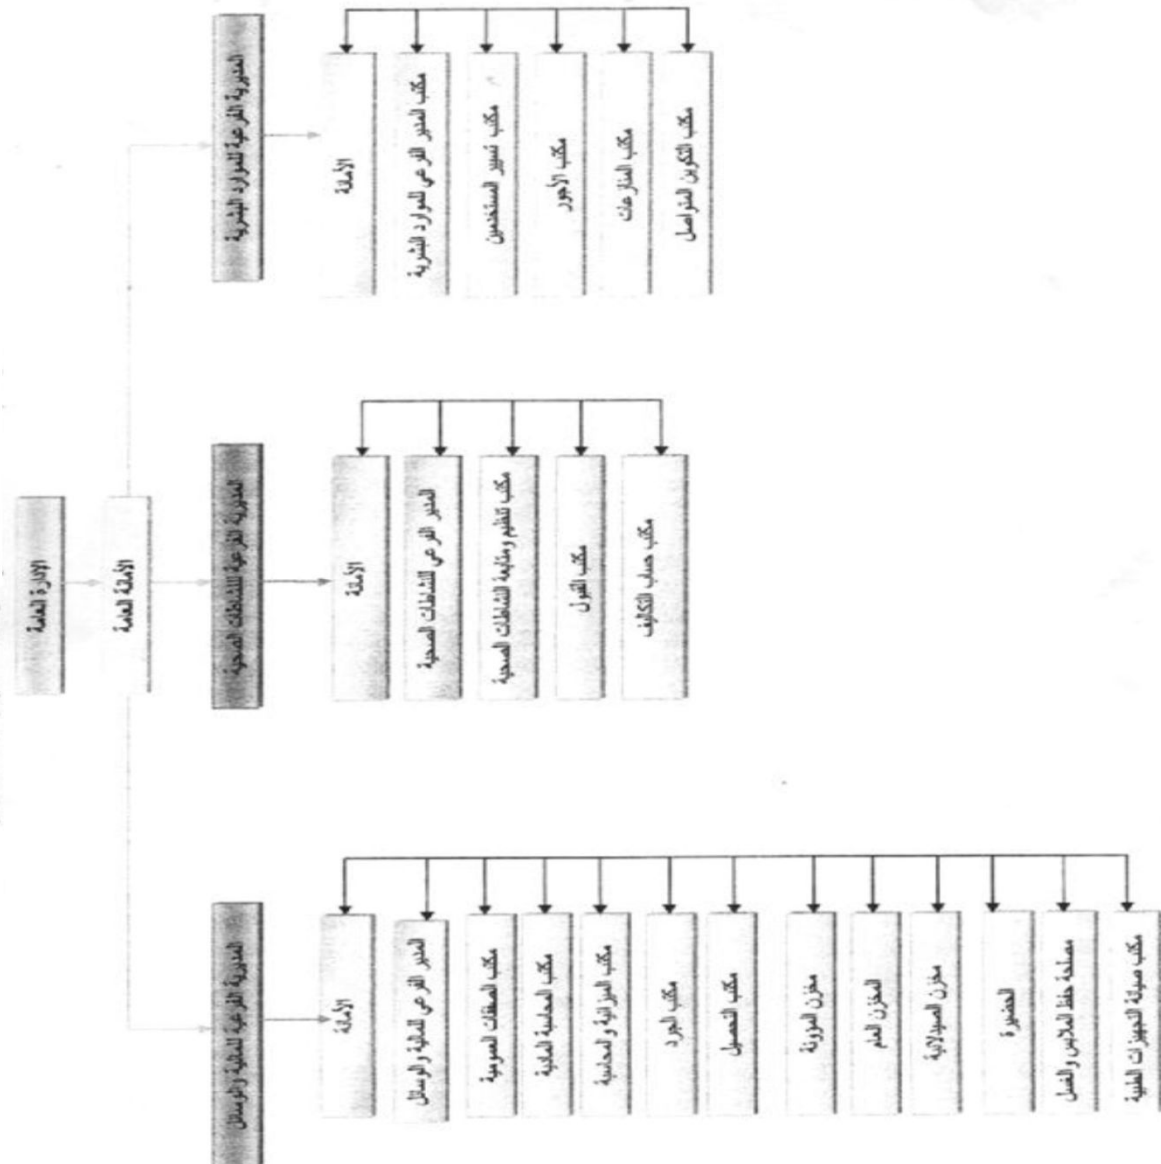 الإدارة العامة
الأمانة العامة
المديرية الفرعية للموارد البشرية
الأمانة
مكتب المدير الفرعي للموارد البشرية
مكتب تسيير المستخدمين
مكتب الأجور
مكتب المنازعات
مكتب التكوين المتواصل
المديرية الفرعية للنشاطات الصحية
الأمانة
المدير الفرعي للنشاطات الصحية
مكتب تنظيم ومتابعة النشاطات الصحية
مكتب القبول
مكتب حساب التكاليف
المديرية الفرعية للمالية والوسائل
الأمانة
المدير الفرعي للمالية والوسائل
مكتب الصفقات العمومية
مكتب المحاسبة المادية
مكتب الميزانية والمحاسبة
مكتب الجرد
مكتب التحصيل
مخزن المؤونة
المخزن العام
مخزن الصيدلانية
الحضيرة
مصلحة حفظ الملابس والغسل
مكتب صيانة التجهيزات الطبية